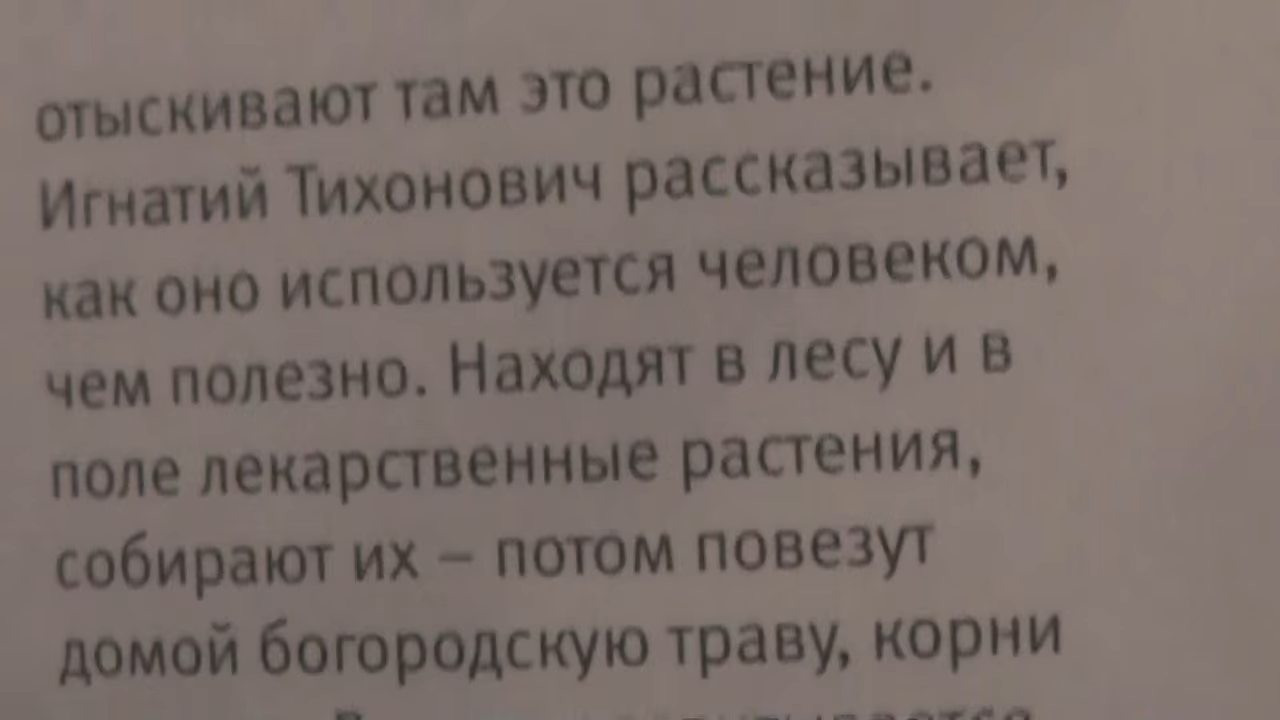 отыскивают там это растение.
Игнатий Тихонович рассказывает,
как оно используется человеком,
чем полезно. Находят в лесу и в
поле лекарственные растения,
собирают их – потом повезут
домой богородскую траву, корни